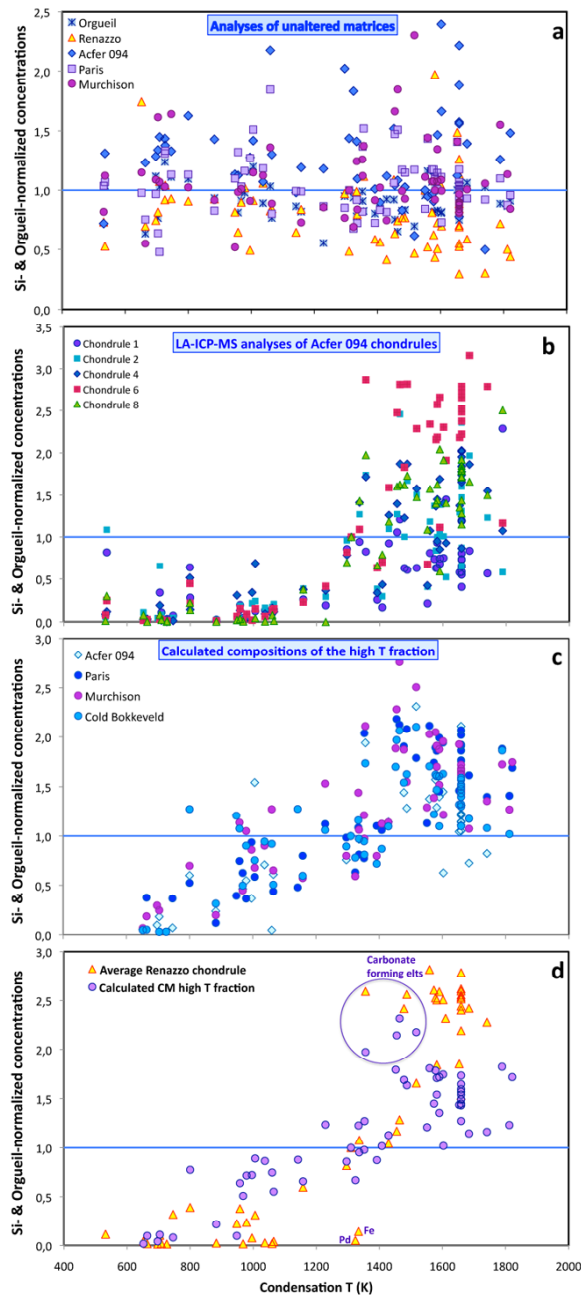 Analyses of unaltered matrices
a
Orgueil
Renazzo
Acfer 094
Paris
Murchison
2,5
2,0
1,5
1,0
0,5
0,0
Si- & Orgueil-normalized concentrations
LA-ICP-MS analyses of Acfer 094 chondrules
b
Chondrule 1
Chondrule 2
Chondrule 4
Chondrule 6
Chondrule 8
3,5
3,0
2,5
2,0
1,5
1,0
0,5
0,0
Si- & Orgueil-normalized concentrations
Calculated compositions of the high T fraction
c
Acfer 094
Paris
Murchison
Cold Bokkeveld
3,0
2,5
2,0
1,5
1,0
0,5
0,0
Si- & Orgueil-normalized concentrations
d
Average Renazzo chondrule
Calculated CM high T fraction
Carbonate
forming elts
Pd
Fe
3,0
2,5
2,0
1,5
1,0
0,5
0,0
Si- & Orgueil-normalized concentrations
400 600 800 1000 1200 1400 1600 1800 2000
Condensation T (K)